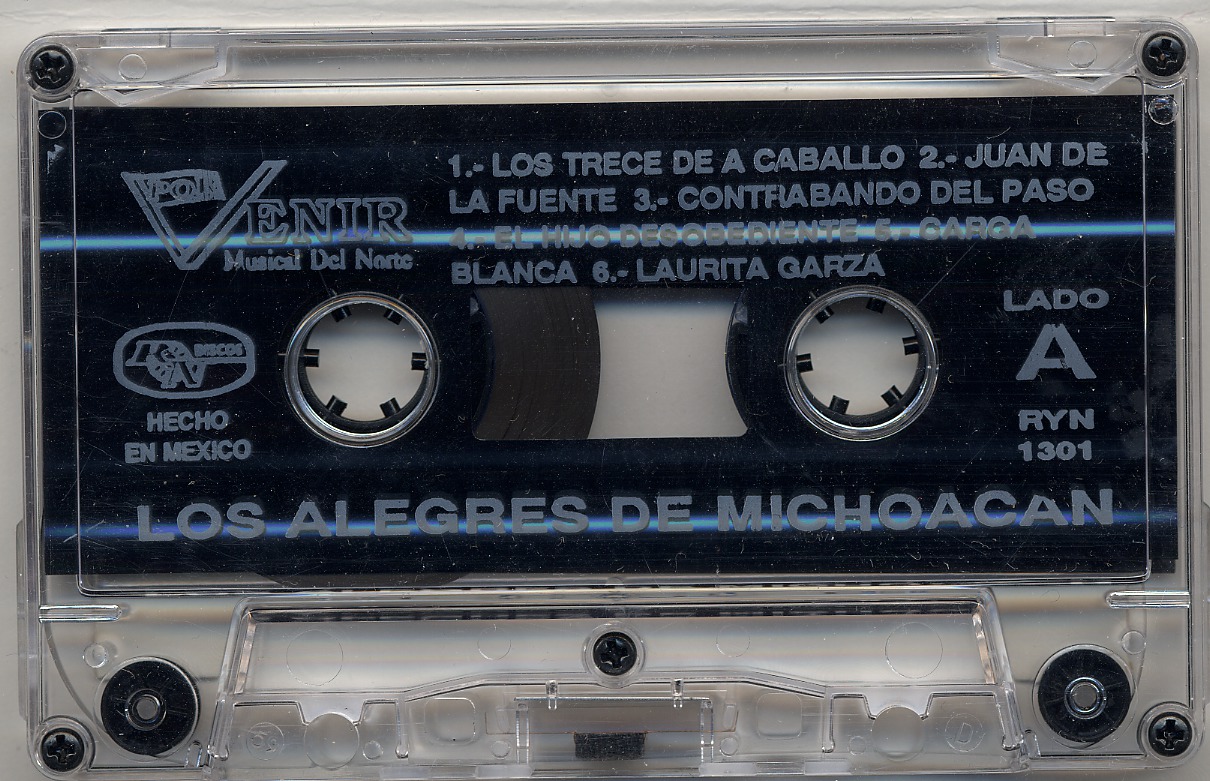 POR
VENIR
Musical Del Norte
1.- LOS TRECE DE A CABALLO 2.- JUAN DE
LA FUENTE 3.- CONTRABANDO DEL PASO
4.- EL HIJO DESOBEDIENTE 5.- CARGA
BLANCA 6.- LAURITA GARZA
LADO
A
RYN
1301
DISCOS
HECHO
EN MEXICO
LOS ALEGRES DE MICHOACAN